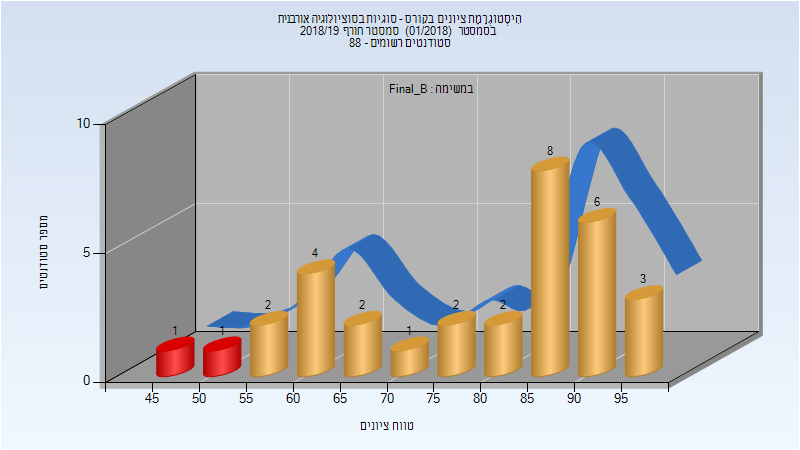 היסטוגרמת ציונים בקורס - סוגיות בסוציולוגיה אורבנית
בסמסטר (01/2018) סמסטר חורף 2018/19
סטודנטים רשומים - 88
במשימה : Final_B
מספר סטודנטים
10
5
0
1
1
2
4
2
1
2
2
8
6
3
45 50 55 60 65 70 75 80 85 90 95
טווח ציונים